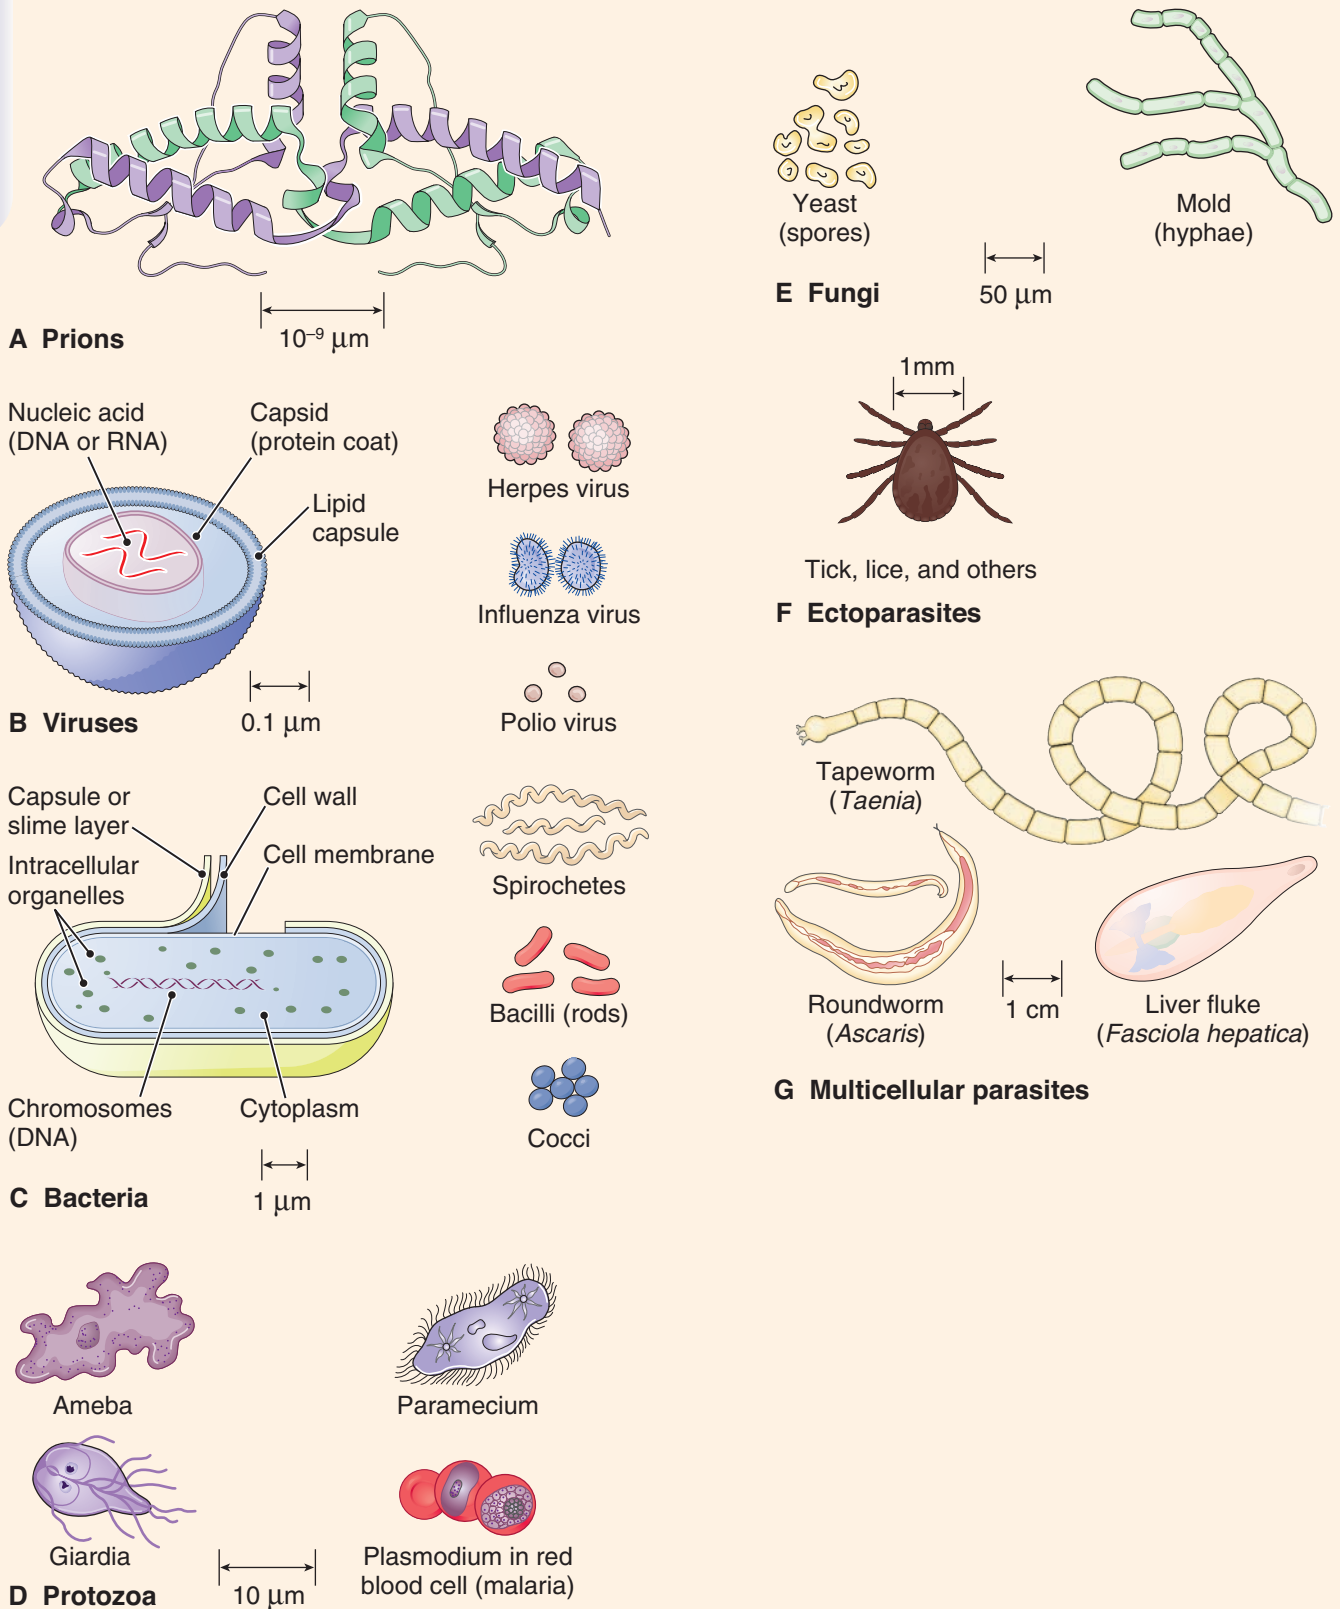 10⁻⁹ μm
A Prions
Nucleic acid
(DNA or RNA)
Capsid
(protein coat)
Lipid
capsule
Herpes virus
Influenza virus
Polio virus
0.1 μm
B Viruses
Capsule or
slime layer
Cell wall
Cell membrane
Intracellular
organelles
Spirochetes
Bacilli (rods)
Cocci
Chromosomes
(DNA)
Cytoplasm
1 μm
C Bacteria
Ameba
Paramecium
Giardia
Plasmodium in red
blood cell (malaria)
10 μm
D Protozoa
Yeast
(spores)
Mold
(hyphae)
50 μm
E Fungi
1mm
Tick, lice, and others
F Ectoparasites
Tapeworm
(Taenia)
Roundworm
(Ascaris)
1 cm
Liver fluke
(Fasciola hepatica)
G Multicellular parasites